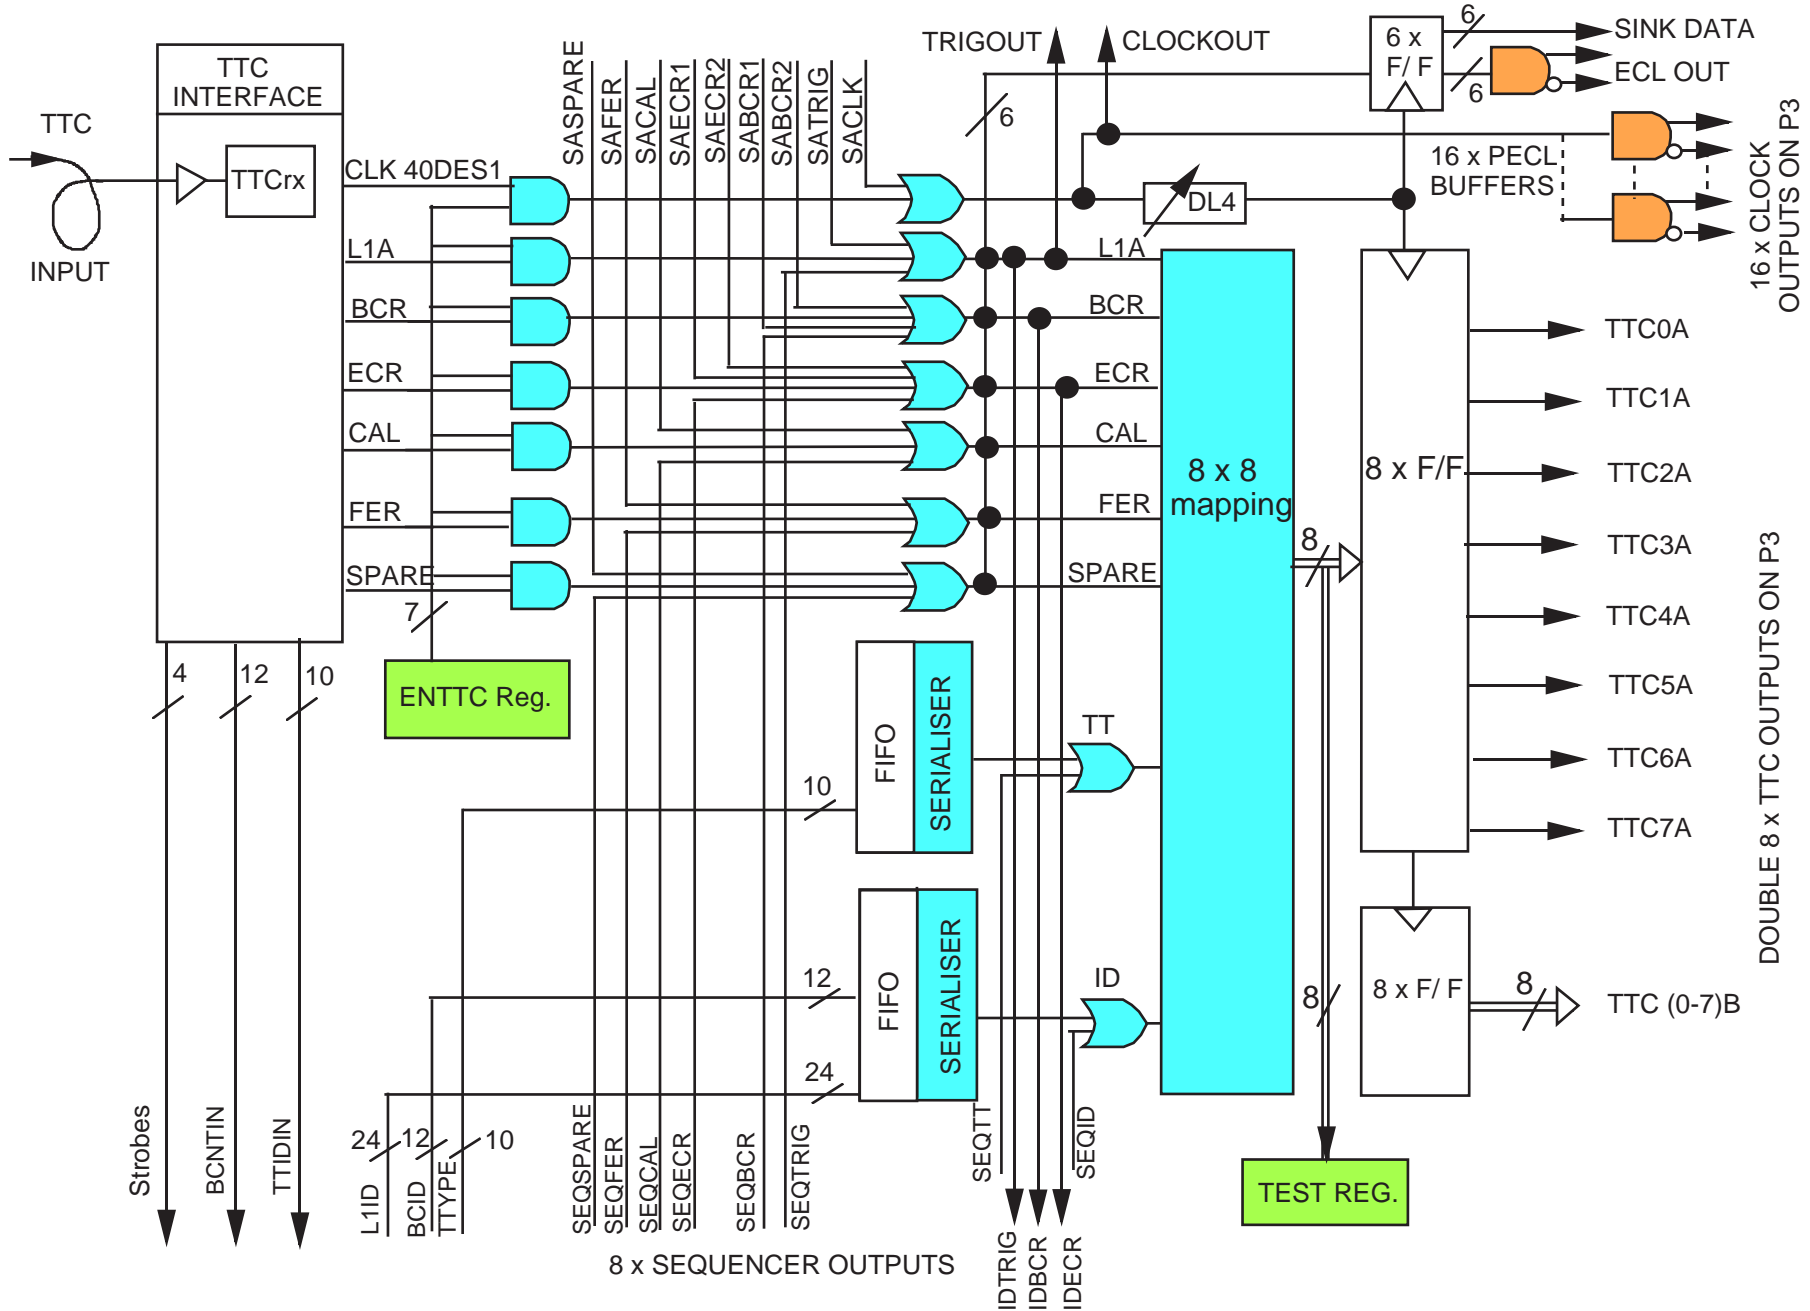 TTC
INTERFACE
TTC
INPUT
TTCrx
CLK 40DES1
L1A
BCR
ECR
CAL
FER
SPARE
7
ENTTC Reg.
4
12
10
Strobes
BCNTIN
TTIDIN
SASPARE
SAFER
SACAL
SAECR1
SAECR2
SABCR1
SABCR2
SATRIG
SACLK
TRIGOUT
CLOCKOUT
6
6 x
F/ F
6
6
SINK DATA
ECL OUT
16 x PECL
BUFFERS
16 x CLOCK
OUTPUTS ON P3
DL4
L1A
BCR
ECR
CAL
FER
SPARE
8 x 8
mapping
8
8 x F/F
TTC0A
TTC1A
TTC2A
TTC3A
TTC4A
TTC5A
TTC6A
TTC7A
DOUBLE 8 x TTC OUTPUTS ON P3
FIFO
SERIALISER
TT
10
FIFO
SERIALISER
ID
12
24
8
8 x F/ F
8
TTC (0-7)B
24
12
10
L1ID
BCID
TTYPE
SEQSPARE
SEQFER
SEQCAL
SEQECR
SEQBCR
SEQTRIG
8 x SEQUENCER OUTPUTS
SEQTT
SEQID
IDTRIG
IDBCR
IDECR
TEST REG.